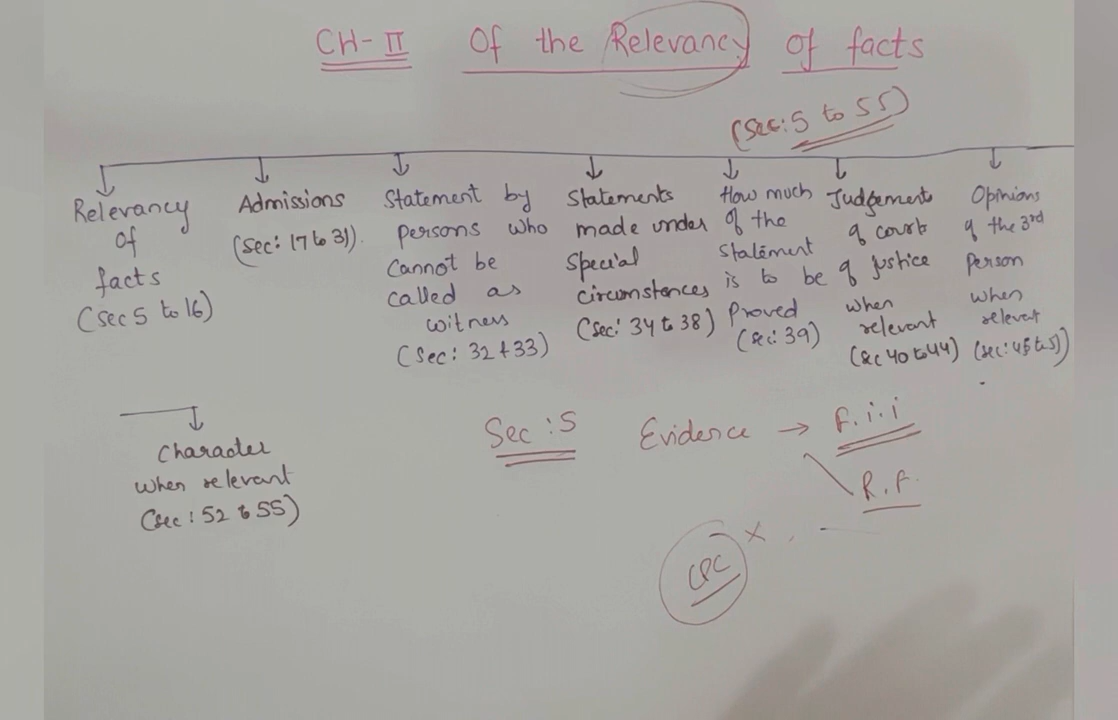 CH-II Of the Relevancy of facts
(Sec: 5 to 55)
Relevancy
of
facts
(Sec 5 to 16)
Admissions
(Sec: 17 to 31).
Statement by
persons who
cannot be
called as
witness
(Sec: 32 + 33)
Statements
made under
Special
circumstences
(Sec: 34 to 38)
How much
of the
Statement
is to be
Proved
(Sec: 39)
Judgements
of courts
of justice
when
relevant
(Sec 40 to 44)
Opinions
of the 3rd
Person
when
relevent
(Sec: 45 to 51)
Character
when relevant
(Sec: 52 to 55)
Sec: 5 Evidence → F.i.i
R.F.
CPC x